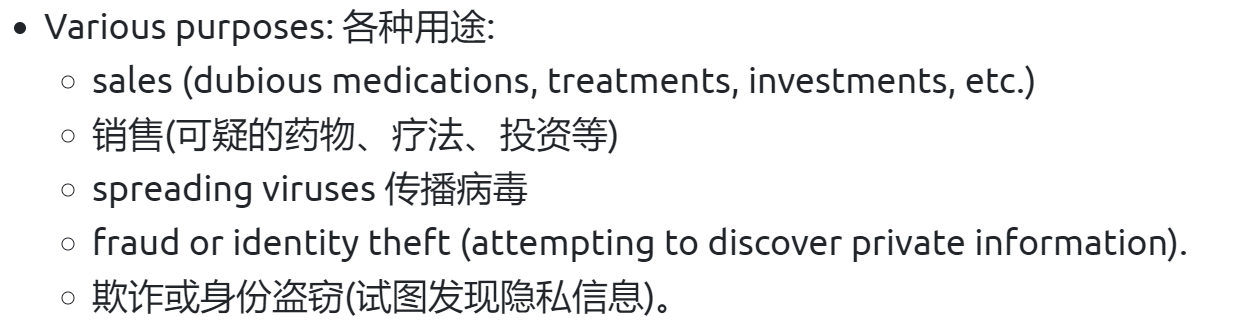 Various purposes: 各种用途:
sales (dubious medications, treatments, investments, etc.)
销售(可疑的药物、疗法、投资等)
spreading viruses 传播病毒
fraud or identity theft (attempting to discover private information).
欺诈或身份盗窃(试图发现隐私信息)。